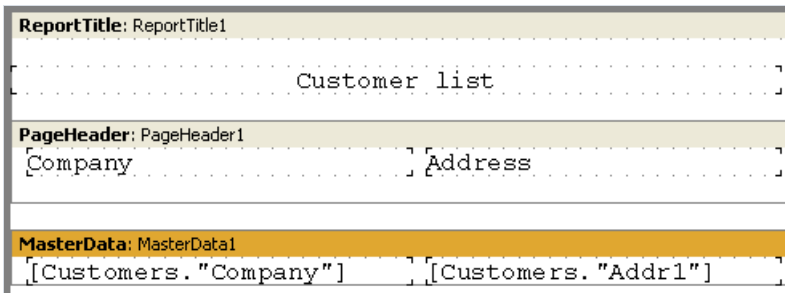 ReportTitle: ReportTitle1
Customer list
PageHeader: PageHeader1
Company Address
MasterData: MasterData1
[Customers."Company"] [Customers."Addr1"]